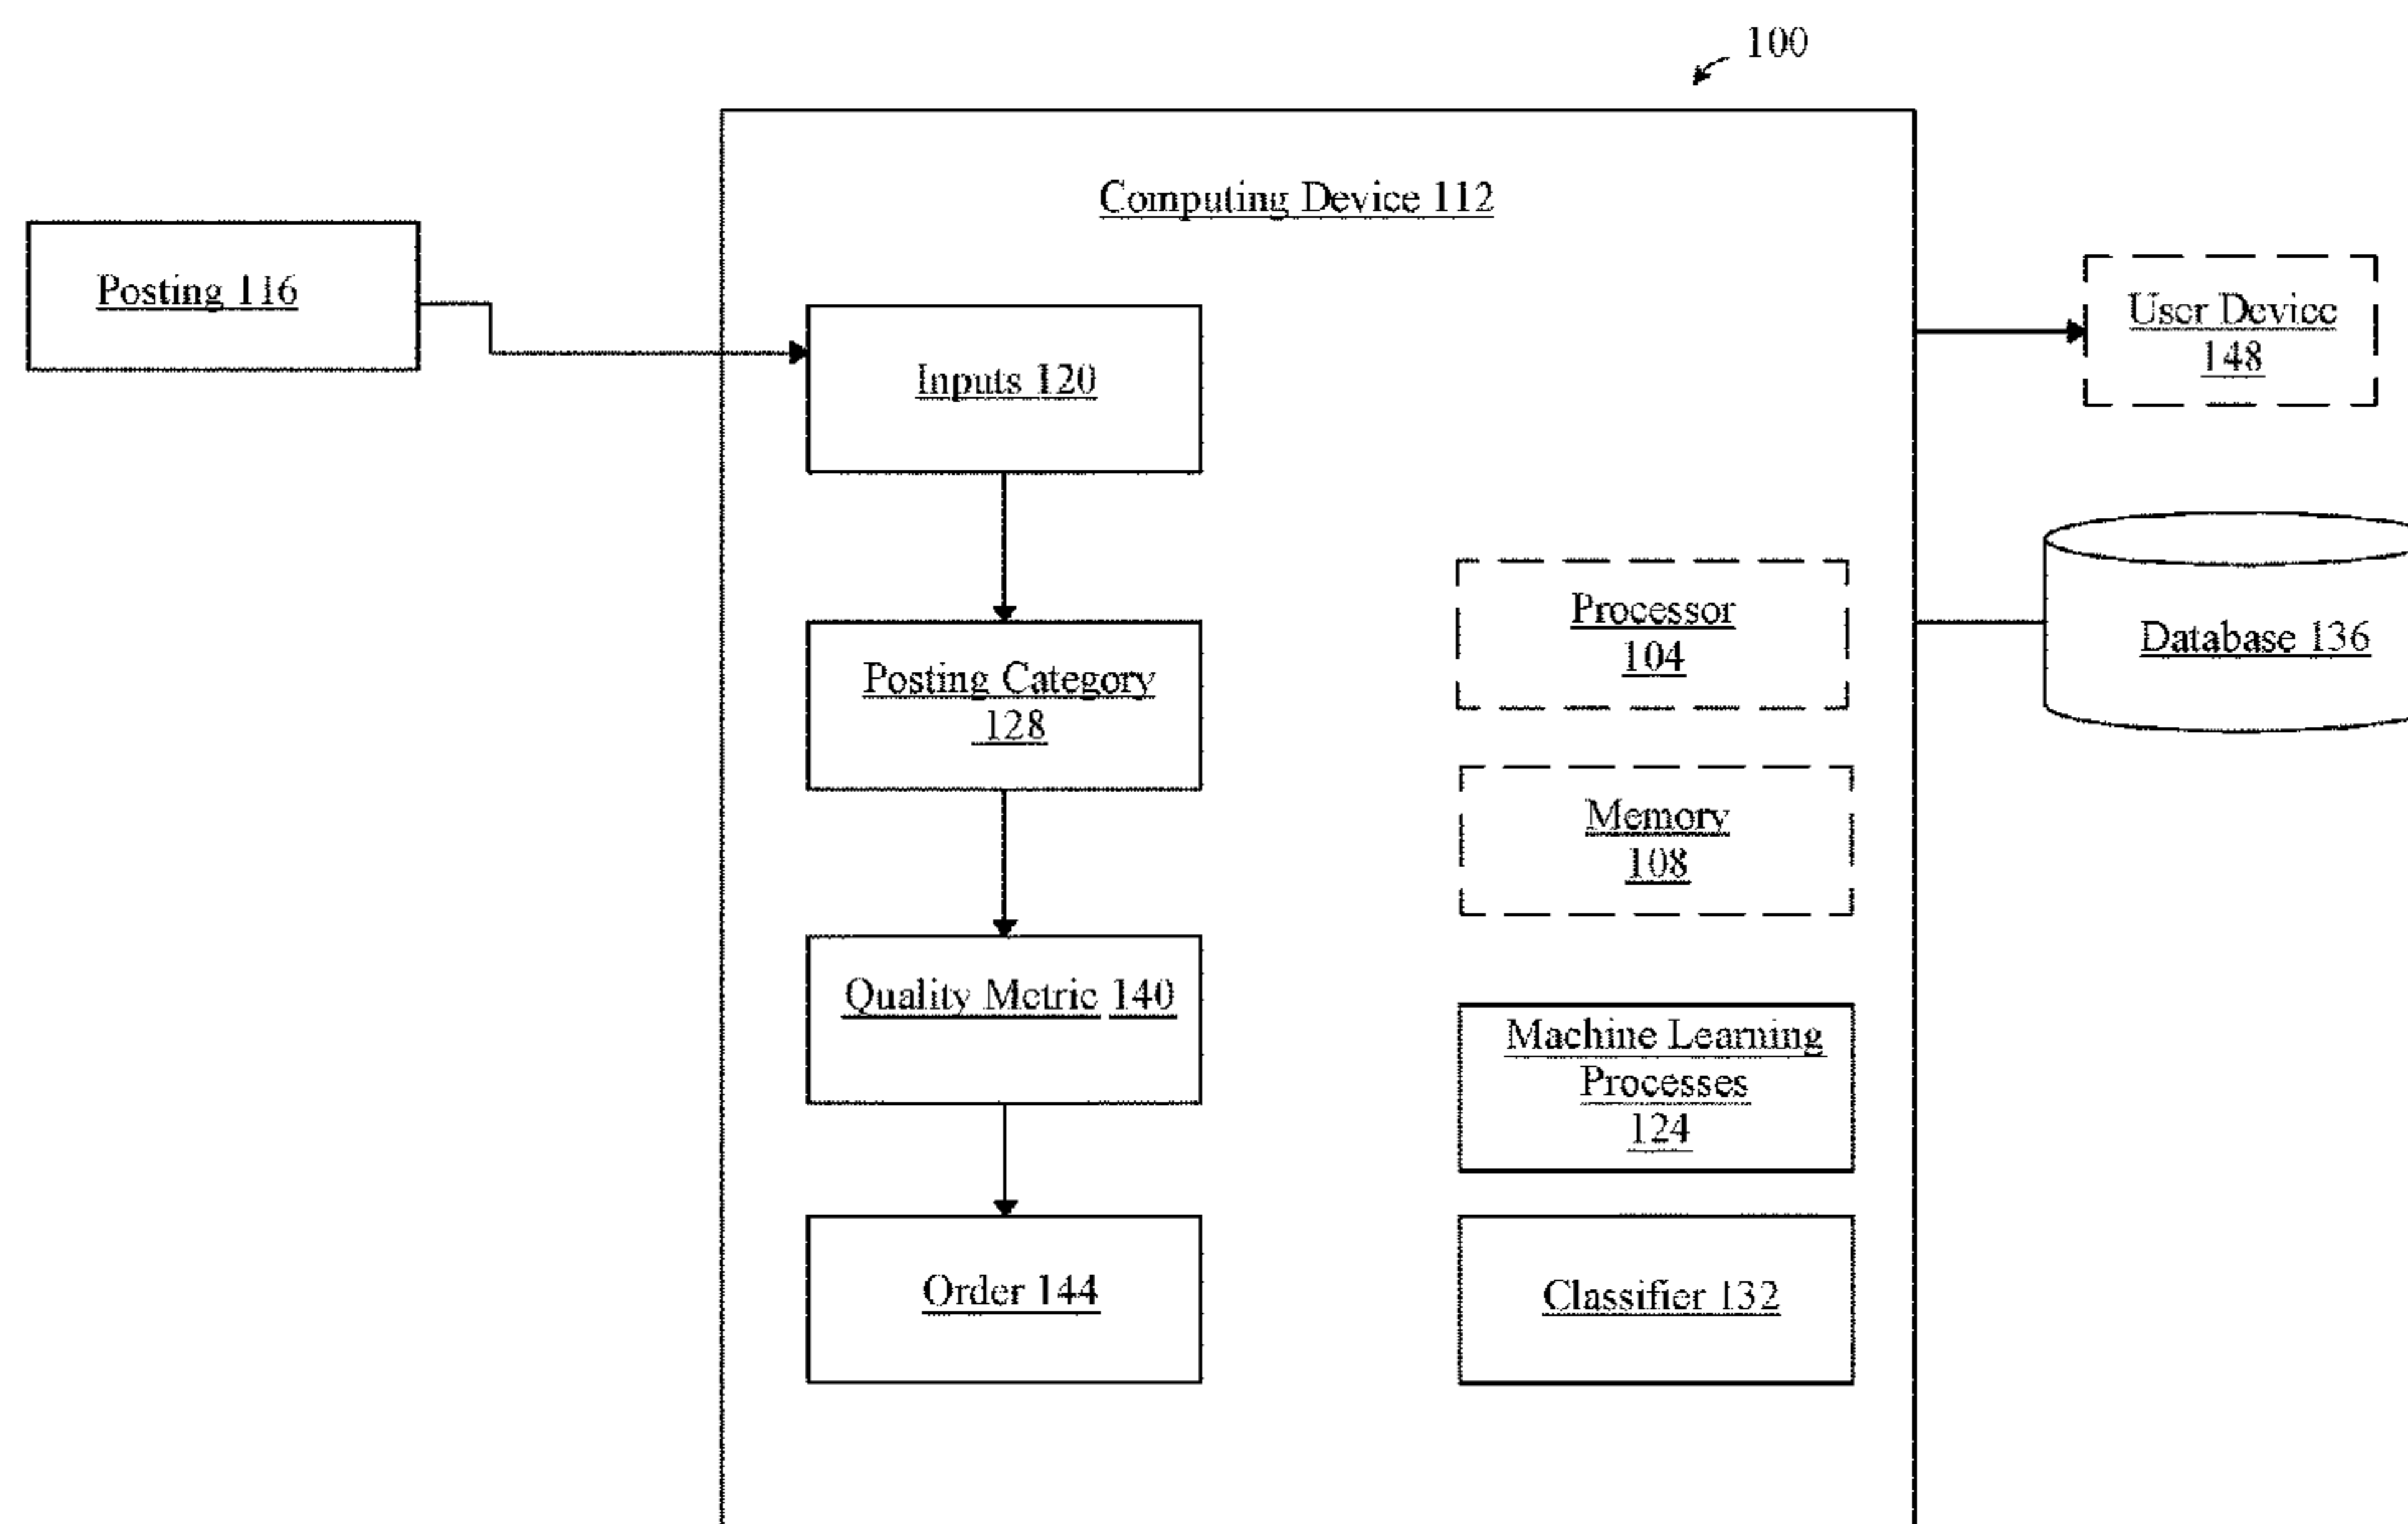 100
Computing Device 112
Posting 116
Inputs 120
User Device
148
Database 136
Posting Category
128
Processor
104
Memory
108
Quality Metric 140
Machine Learning
Processes
124
Order 144
Classifier 132